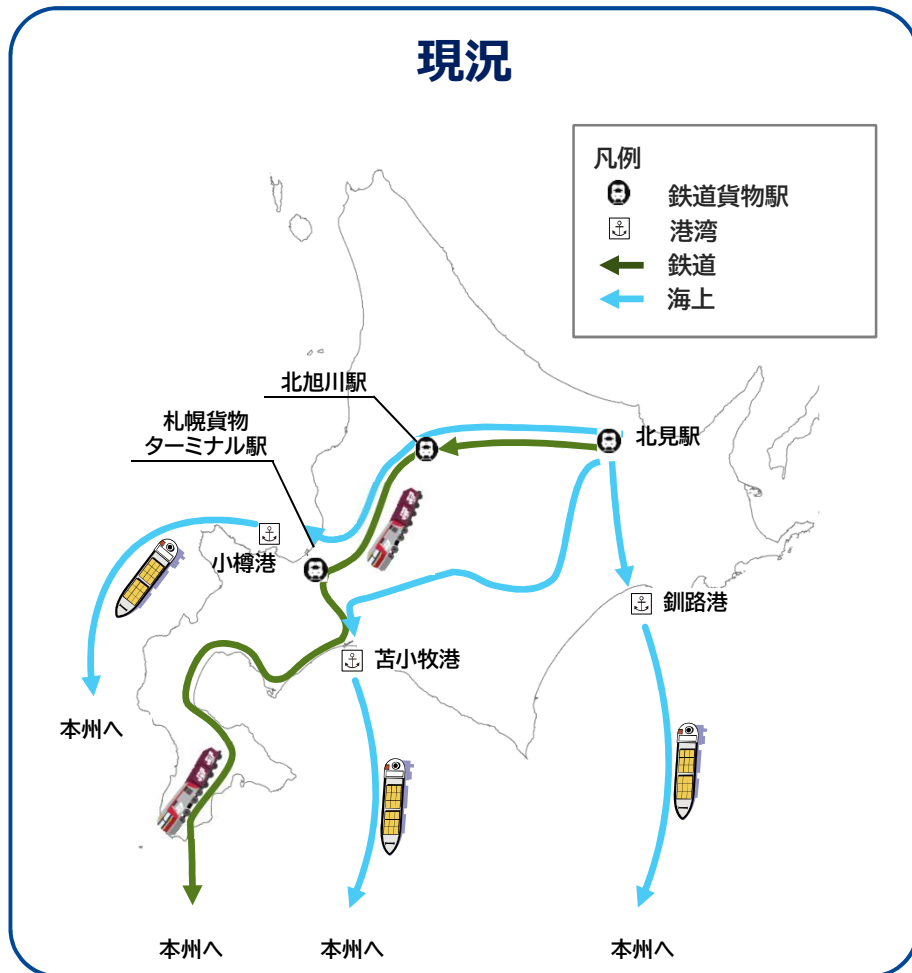 現況
凡例
鉄道貨物駅
港湾
鉄道
海上
北旭川駅
札幌貨物
ターミナル駅
北見駅
小樽港
釧路港
苫小牧港
本州へ
本州へ
本州へ
本州へ